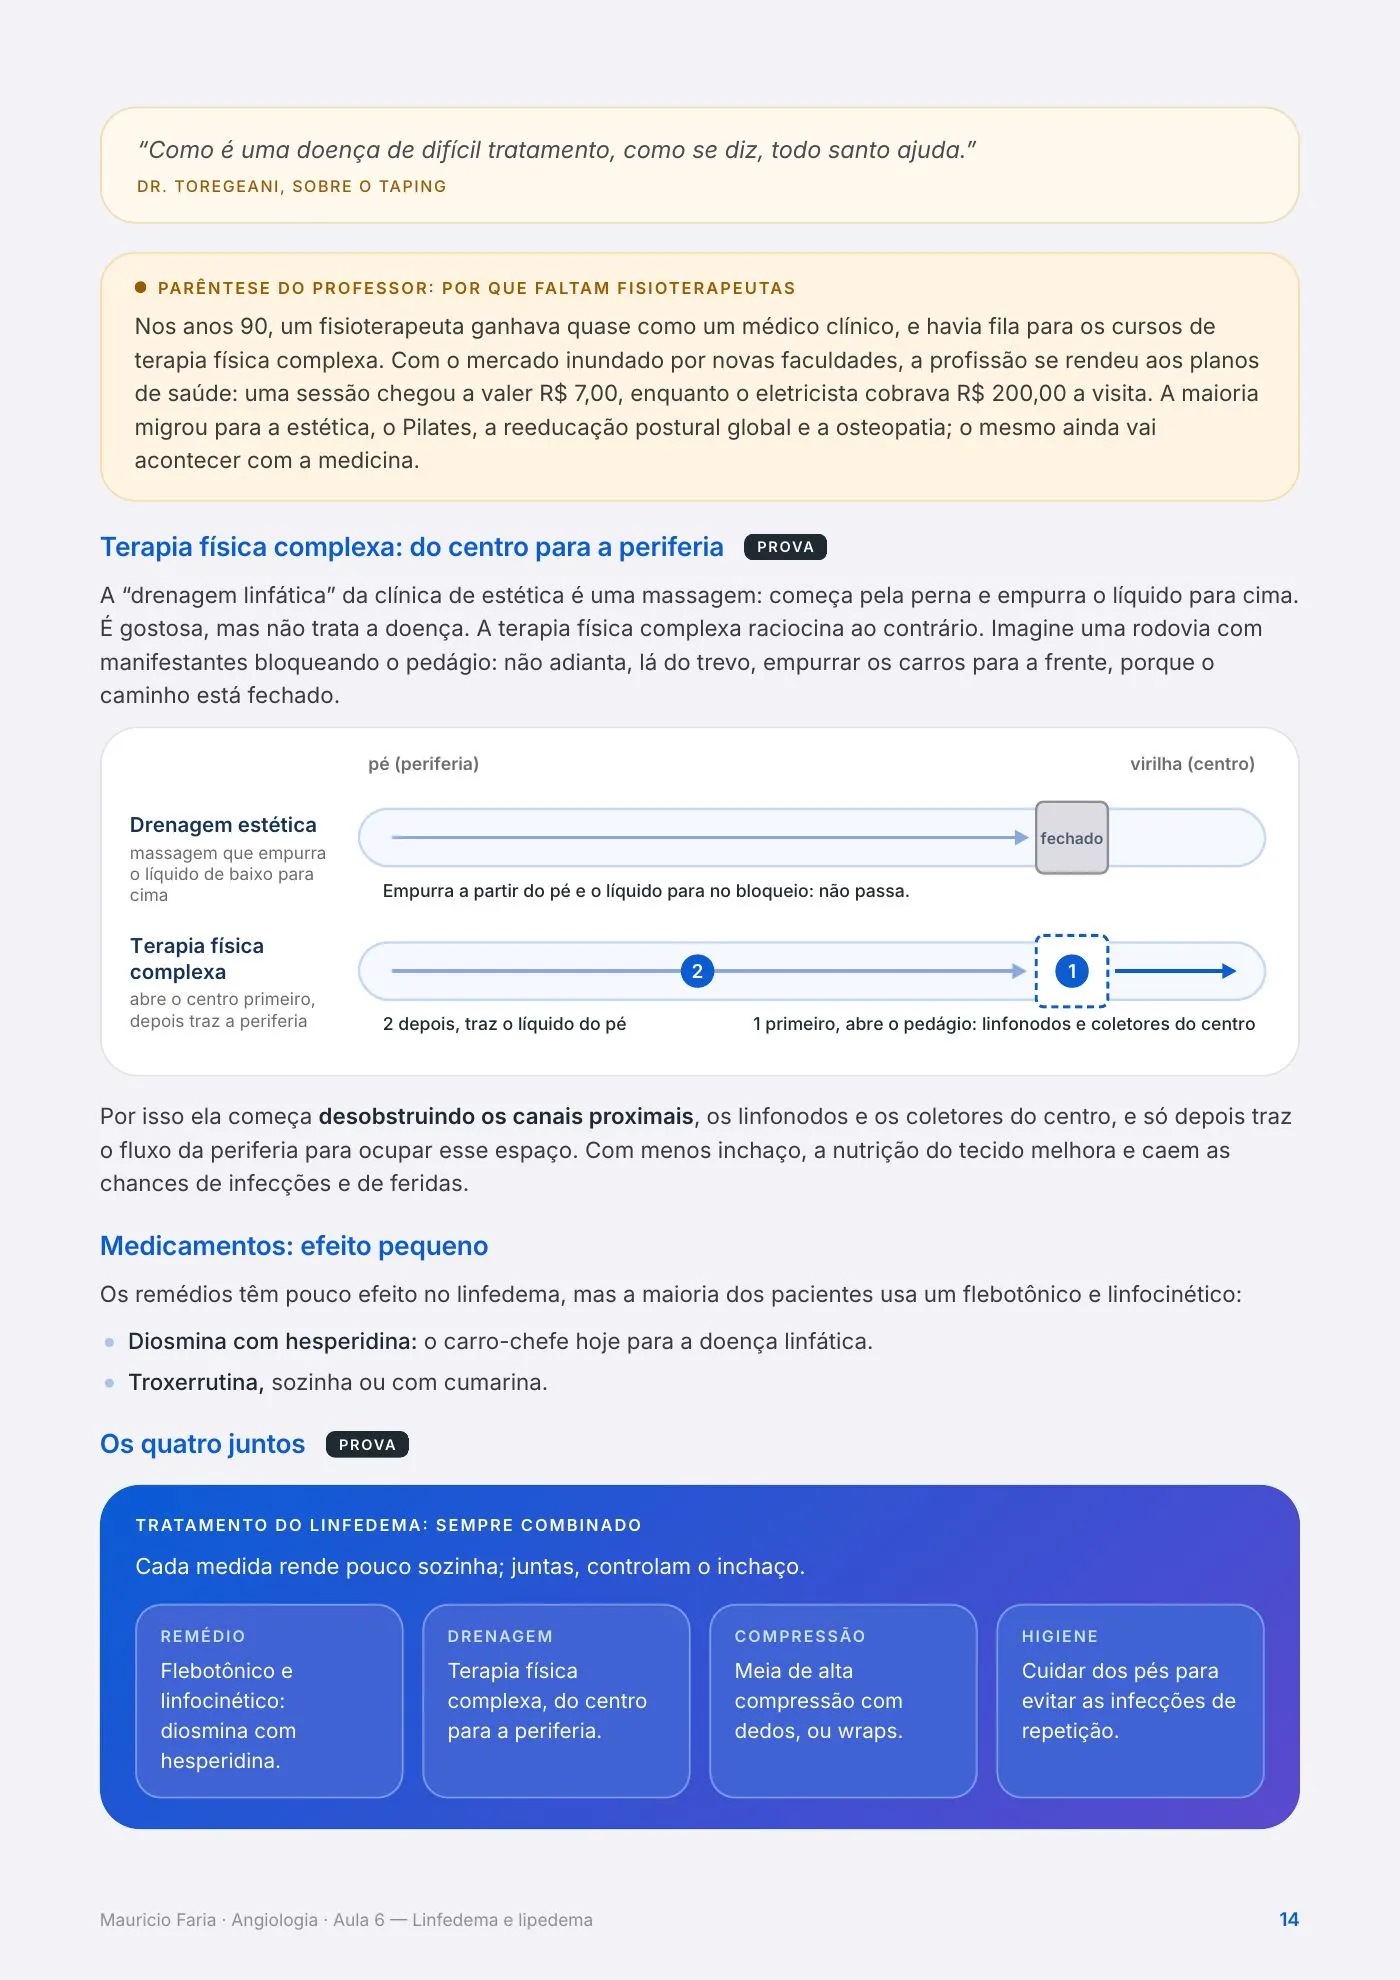 “Como é uma doença de difícil tratamento, como se diz, todo santo ajuda.”
DR. TOREGEANI, SOBRE O TAPING
PARÊNTESE DO PROFESSOR: POR QUE FALTAM FISIOTERAPEUTAS
Nos anos 90, um fisioterapeuta ganhava quase como um médico clínico, e havia fila para os cursos de
terapia física complexa. Com o mercado inundado por novas faculdades, a profissão se rendeu aos planos
de saúde: uma sessão chegou a valer R$ 7,00, enquanto o eletricista cobrava R$ 200,00 a visita. A maioria
migrou para a estética, o Pilates, a reeducação postural global e a osteopatia; o mesmo ainda vai
acontecer com a medicina.
Terapia física complexa: do centro para a periferia PROVA
A “drenagem linfática” da clínica de estética é uma massagem: começa pela perna e empurra o líquido para cima.
É gostosa, mas não trata a doença. A terapia física complexa raciocina ao contrário. Imagine uma rodovia com
manifestantes bloqueando o pedágio: não adianta, lá do trevo, empurrar os carros para a frente, porque o
caminho está fechado.
pé (periferia) virilha (centro)
Drenagem estética
massagem que empurra
o líquido de baixo para
cima
fechado
Empurra a partir do pé e o líquido para no bloqueio: não passa.
Terapia física
complexa
abre o centro primeiro,
depois traz a periferia
2 1
2 depois, traz o líquido do pé 1 primeiro, abre o pedágio: linfonodos e coletores do centro
Por isso ela começa desobstruindo os canais proximais, os linfonodos e os coletores do centro, e só depois traz
o fluxo da periferia para ocupar esse espaço. Com menos inchaço, a nutrição do tecido melhora e caem as
chances de infecções e de feridas.
Medicamentos: efeito pequeno
Os remédios têm pouco efeito no linfedema, mas a maioria dos pacientes usa um flebotônico e linfocinético:
Diosmina com hesperidina: o carro-chefe hoje para a doença linfática.
Troxerrutina, sozinha ou com cumarina.
Os quatro juntos PROVA
TRATAMENTO DO LINFEDEMA: SEMPRE COMBINADO
Cada medida rende pouco sozinha; juntas, controlam o inchaço.
REMÉDIO
Flebotônico e
linfocinético:
diosmina com
hesperidina.
DRENAGEM
Terapia física
complexa, do centro
para a periferia.
COMPRESSÃO
Meia de alta
compressão com
dedos, ou wraps.
HIGIENE
Cuidar dos pés para
evitar as infecções de
repetição.
Mauricio Faria · Angiologia · Aula 6 — Linfedema e lipedema 14